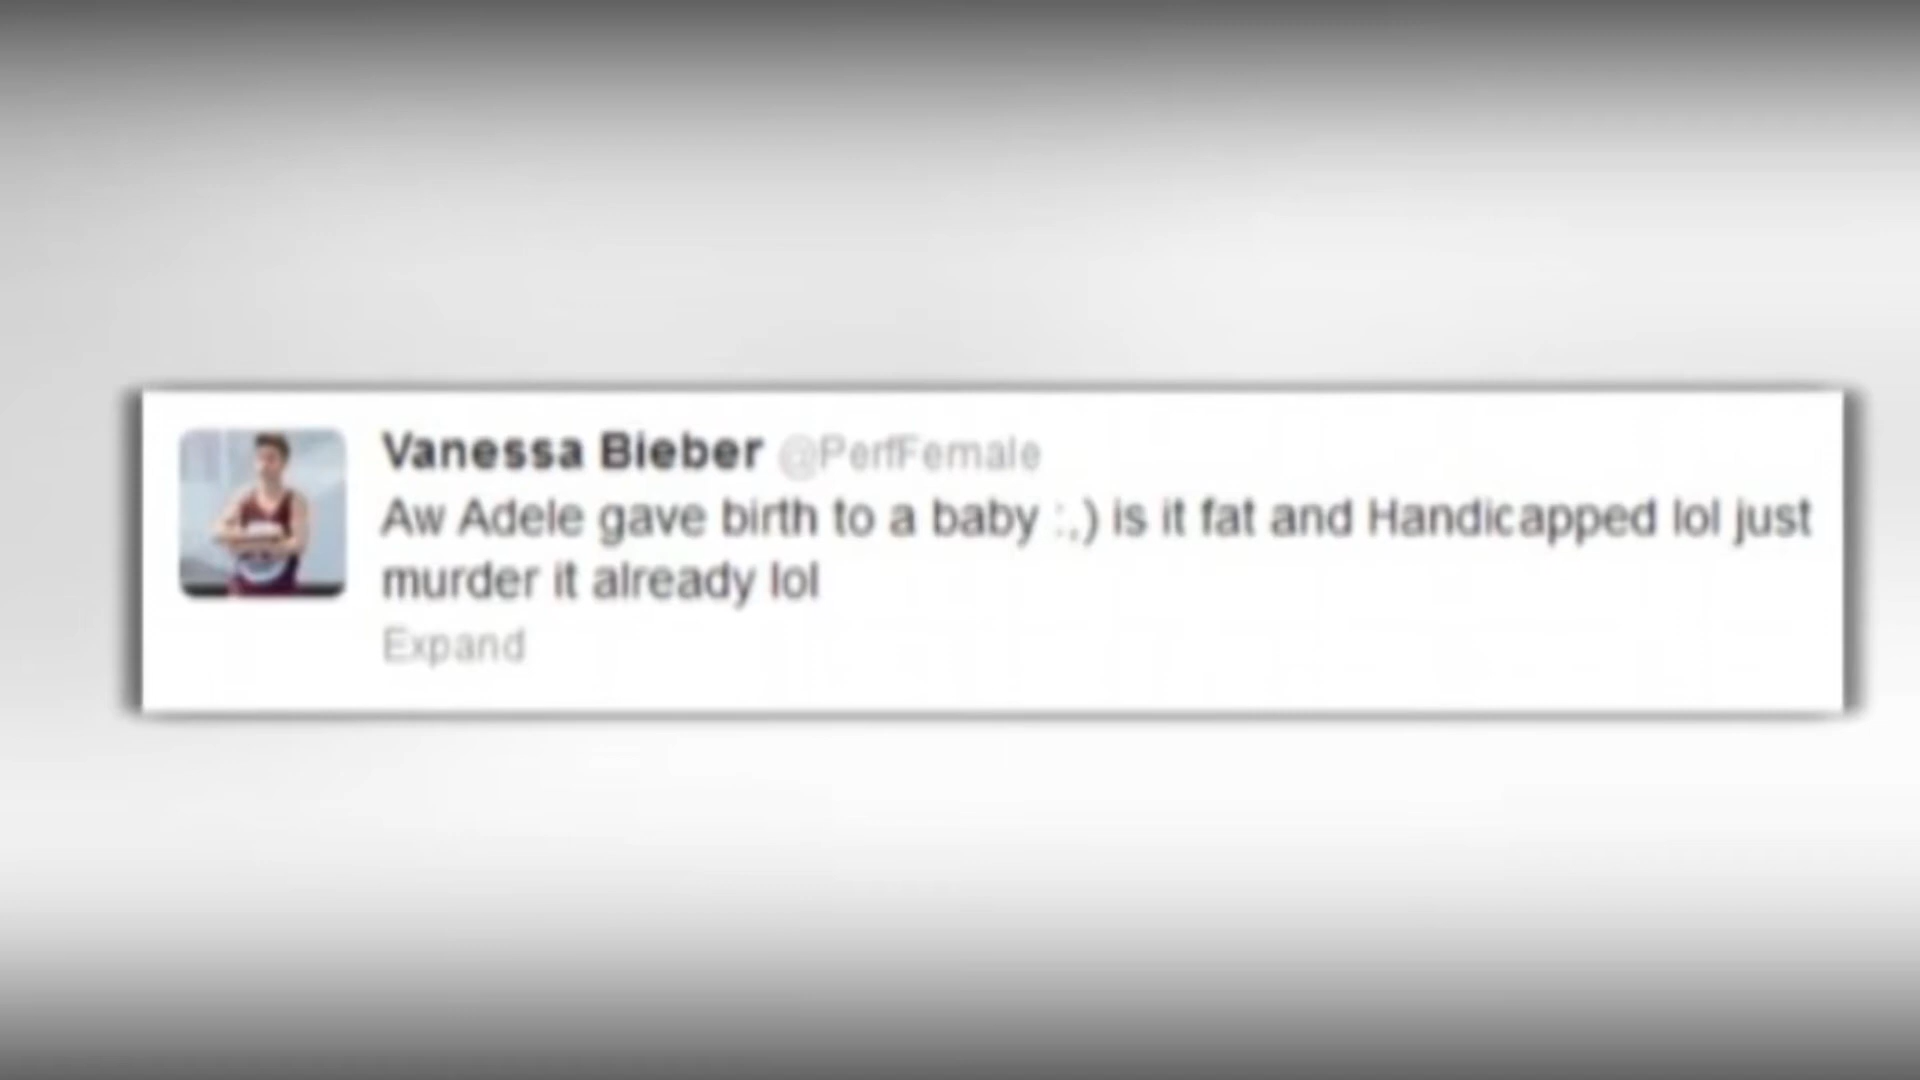 Vanessa Bieber @PerfFemale
Aw Adele gave birth to a baby :,) is it fat and Handicapped lol just
murder it already lol
Expand